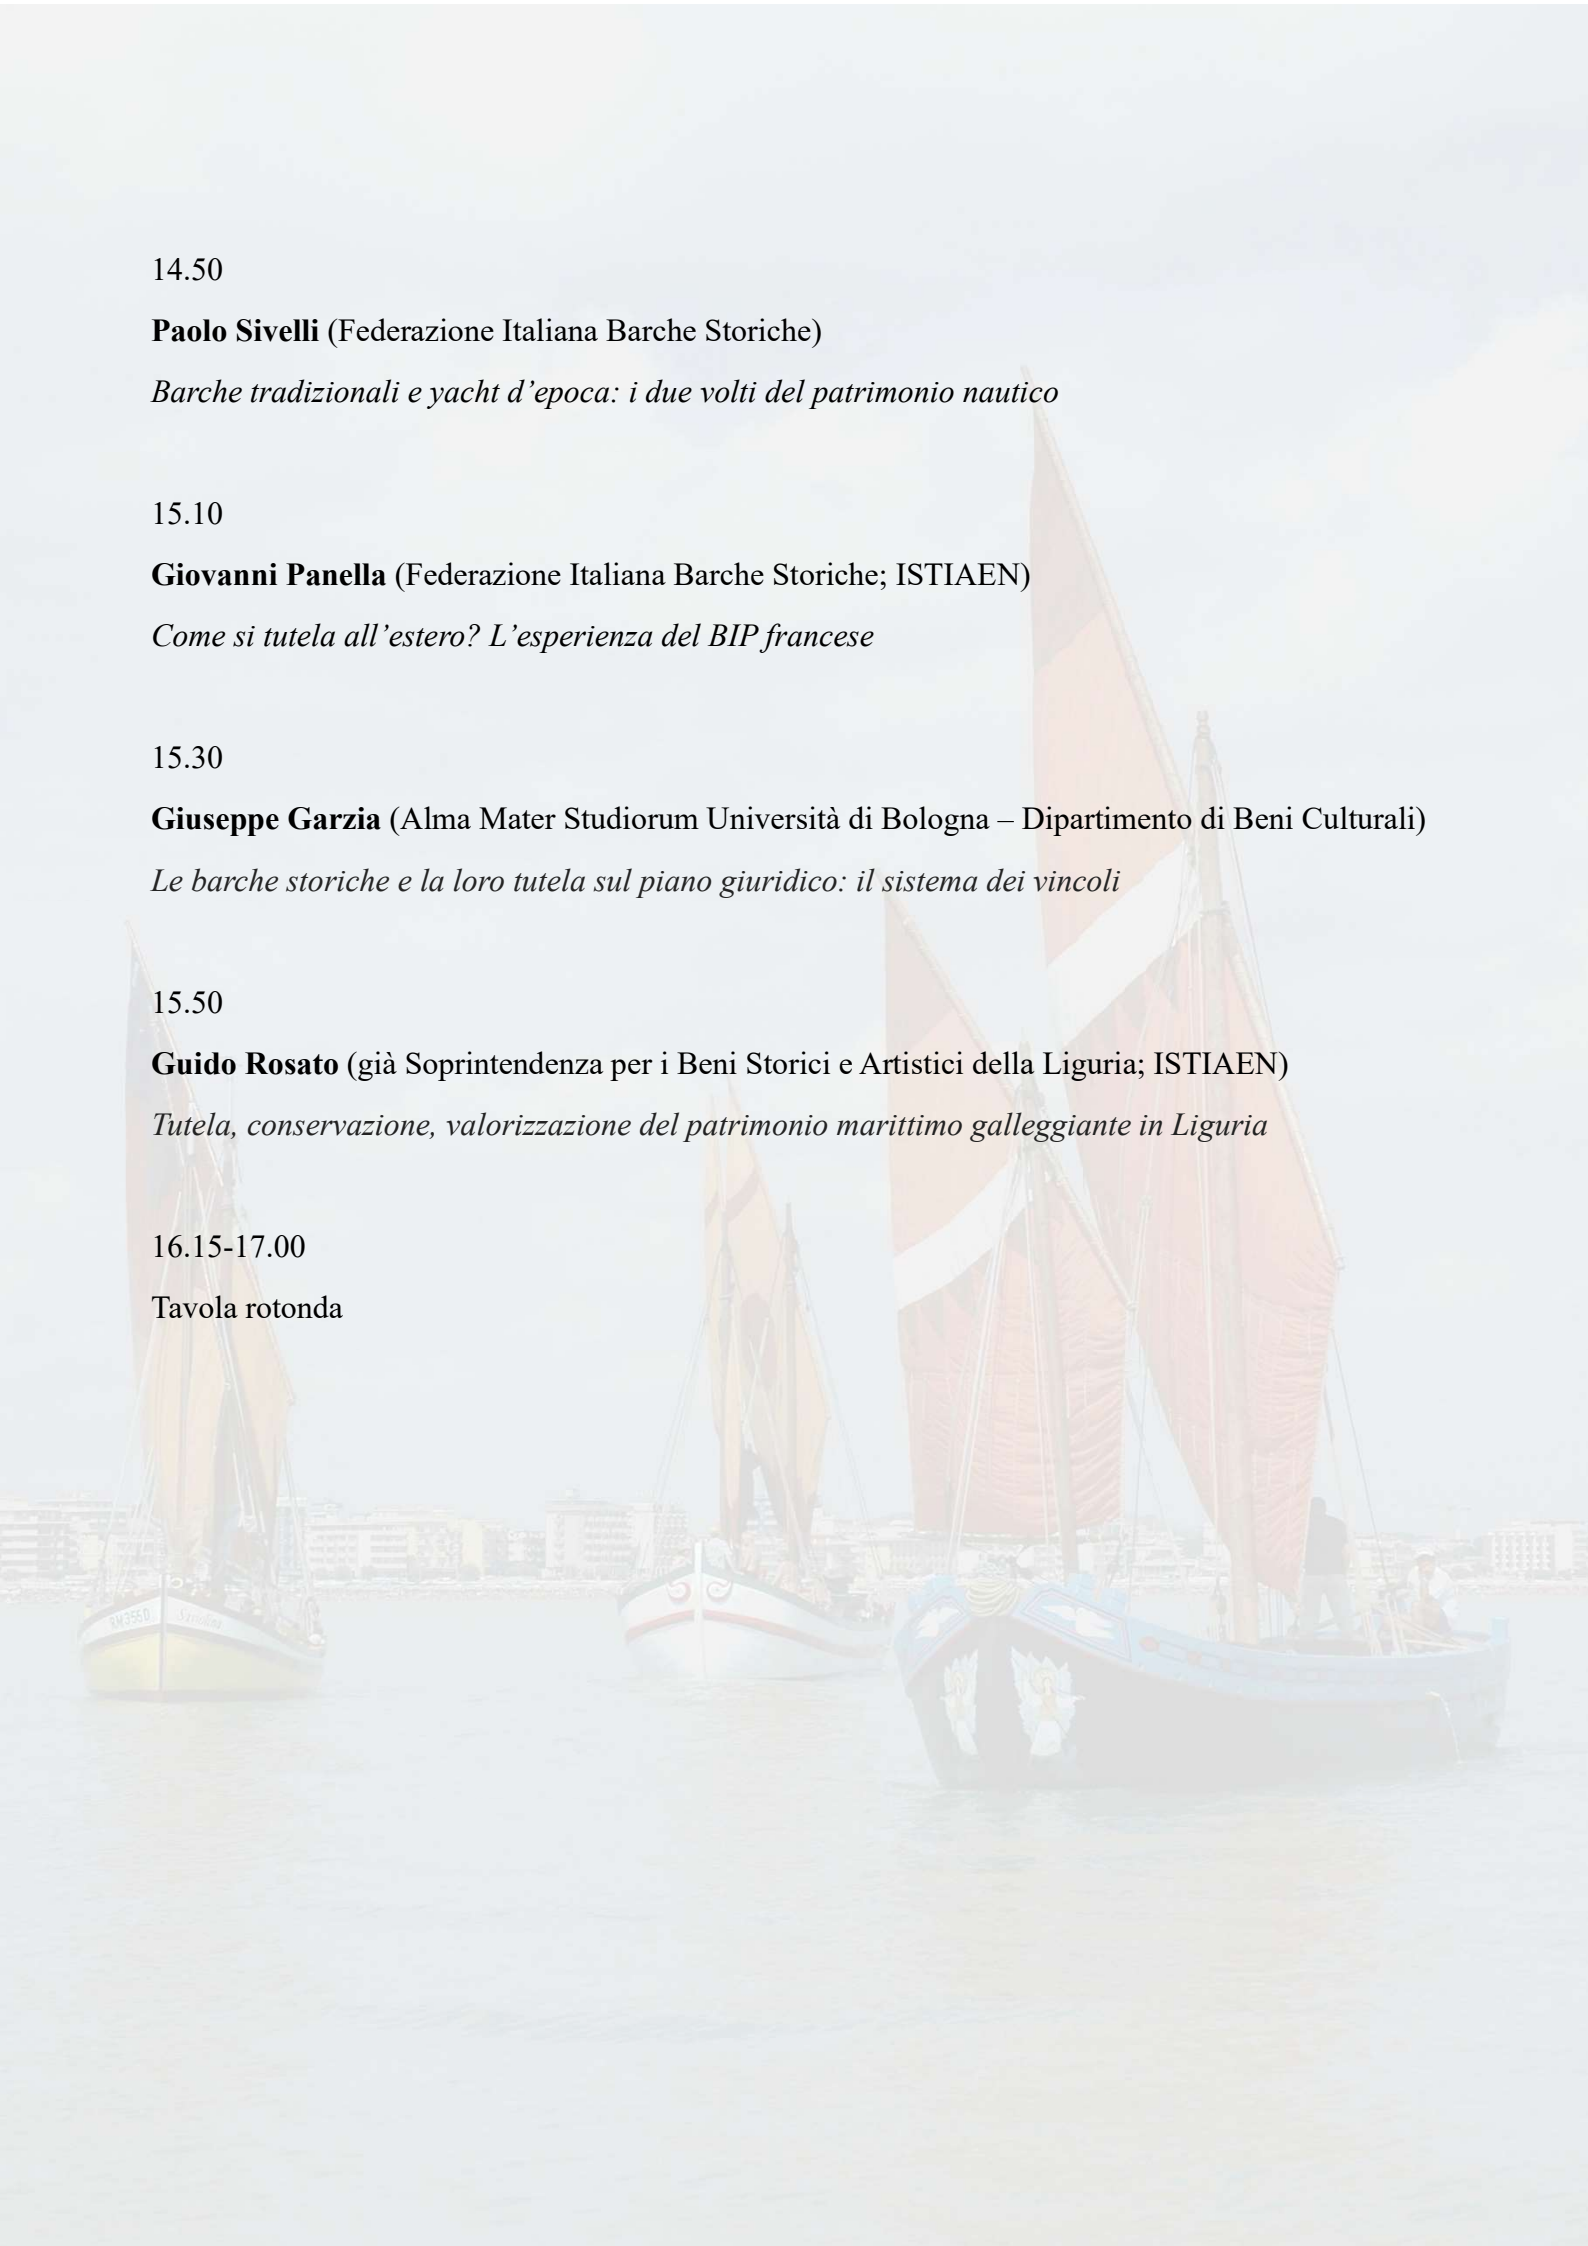 14.50
Paolo Sivelli (Federazione Italiana Barche Storiche)
Barche tradizionali e yacht d’epoca: i due volti del patrimonio nautico
15.10
Giovanni Panella (Federazione Italiana Barche Storiche; ISTIAEN)
Come si tutela all’estero? L’esperienza del BIP francese
15.30
Giuseppe Garzia (Alma Mater Studiorum Università di Bologna – Dipartimento di Beni Culturali)
Le barche storiche e la loro tutela sul piano giuridico: il sistema dei vincoli
15.50
Guido Rosato (già Soprintendenza per i Beni Storici e Artistici della Liguria; ISTIAEN)
Tutela, conservazione, valorizzazione del patrimonio marittimo galleggiante in Liguria
16.15-17.00
Tavola rotonda